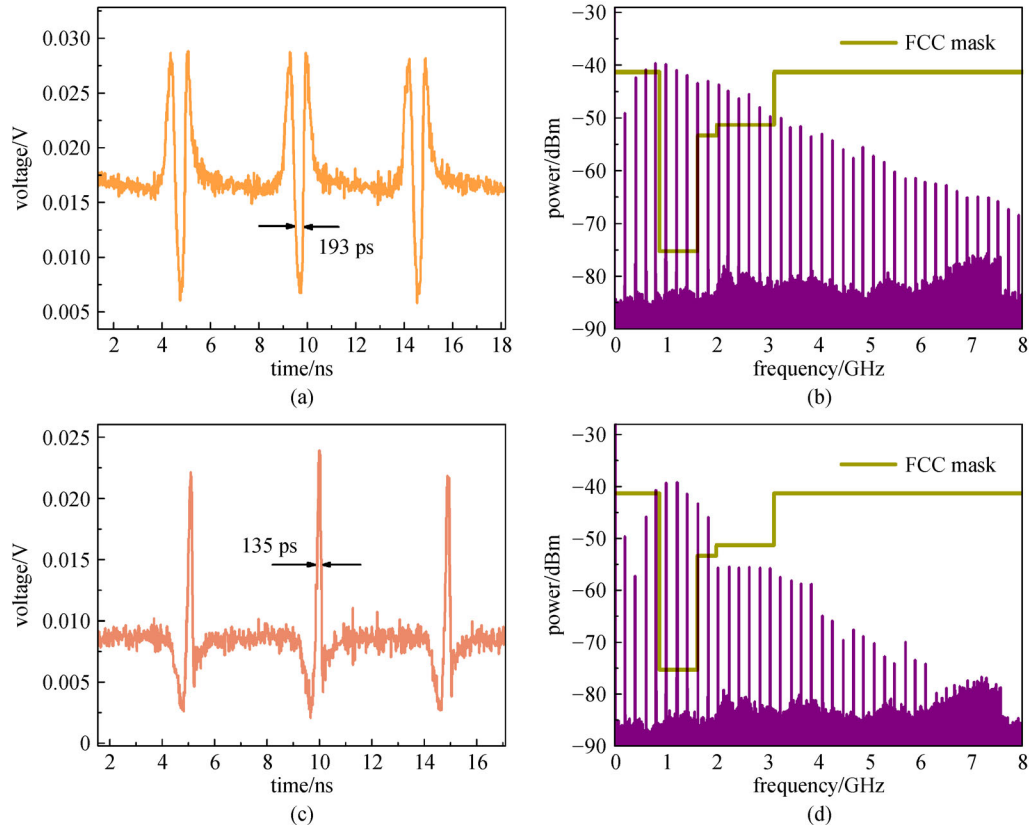 0.030
0.025
0.020
0.015
0.010
0.005
voltage/V
193 ps
2 4 6 8 10 12 14 16 18
time/ns
(a)
−30
−40
−50
−60
−70
−80
−90
power/dBm
FCC mask
0 1 2 3 4 5 6 7 8
frequency/GHz
(b)
0.025
0.020
0.015
0.010
0.005
0
voltage/V
135 ps
2 4 6 8 10 12 14 16
time/ns
(c)
−30
−40
−50
−60
−70
−80
−90
power/dBm
FCC mask
0 1 2 3 4 5 6 7 8
frequency/GHz
(d)